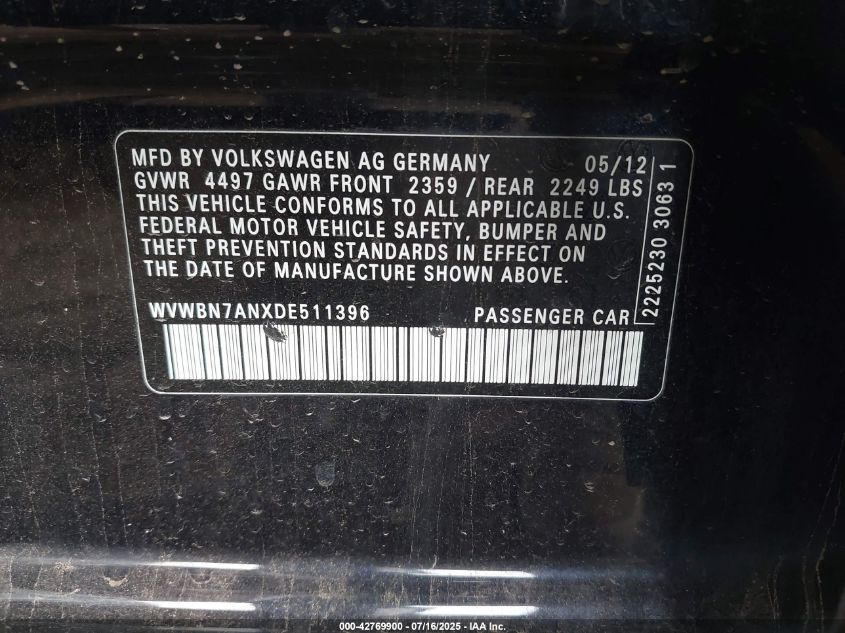 MFD BY VOLKSWAGEN AG GERMANY 05/12
GVWR 4497 GAWR FRONT 2359 / REAR 2249 LBS
THIS VEHICLE CONFORMS TO ALL APPLICABLE U.S.
FEDERAL MOTOR VEHICLE SAFETY, BUMPER AND
THEFT PREVENTION STANDARDS IN EFFECT ON
THE DATE OF MANUFACTURE SHOWN ABOVE.
WVWBN7ANXDE511396 PASSENGER CAR
2225230 3063 1
000-42769900 - 07/16/2025 - IAA Inc.